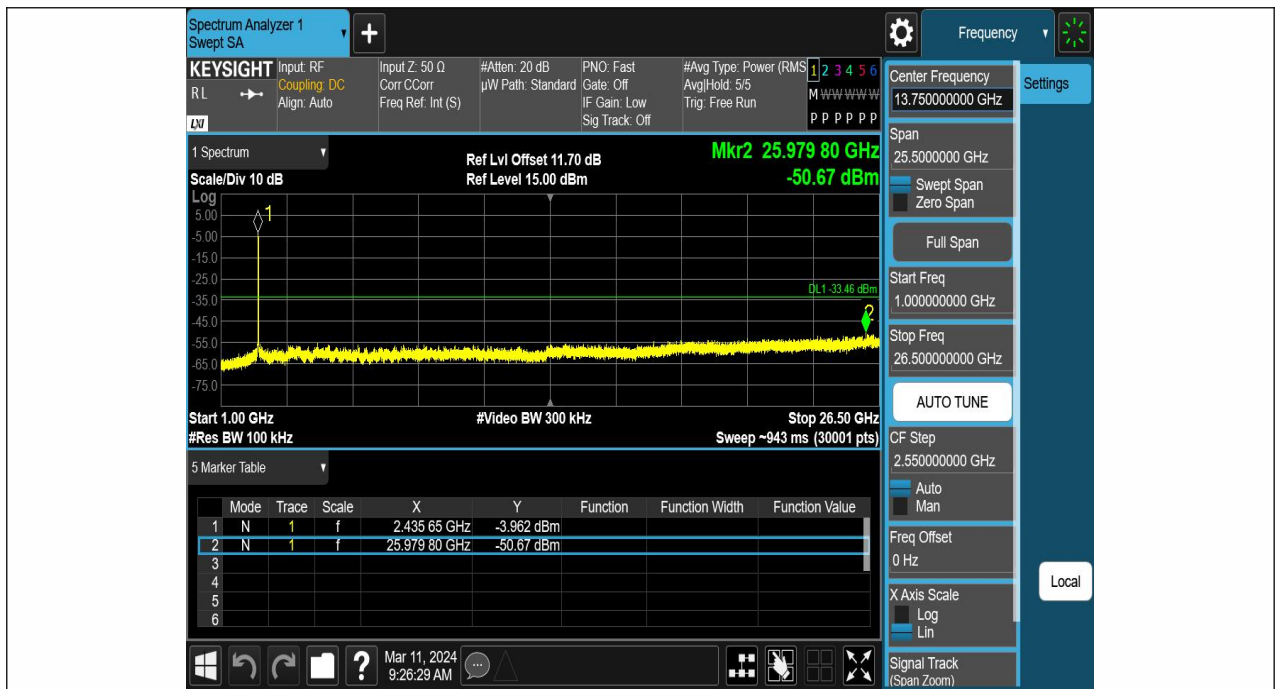 Spectrum Analyzer 1
Swept SA
+
Frequency
KEYSIGHT
R L
LXI
Input: RF
Coupling: DC
Align: Auto
Input Z: 50 Ω
Corr CCorr
Freq Ref: Int (S)
#Atten: 20 dB
µW Path: Standard
PNO: Fast
Gate: Off
IF Gain: Low
Sig Track: Off
#Avg Type: Power (RMS
Avg|Hold: 5/5
Trig: Free Run
1 2 3 4 5 6
M W W W W W
P P P P P P
1 Spectrum
Scale/Div 10 dB
Ref Lvl Offset 11.70 dB
Ref Level 15.00 dBm
Mkr2 25.979 80 GHz
-50.67 dBm
Log
5.00
-5.00
-15.0
-25.0
-35.0
-45.0
-55.0
-65.0
-75.0
1
DL1 -33.46 dBm
2
Start 1.00 GHz
#Video BW 300 kHz
Stop 26.50 GHz
#Res BW 100 kHz
Sweep ~943 ms (30001 pts)
5 Marker Table
Mode Trace Scale X Y Function Function Width Function Value
1 N 1 f 2.435 65 GHz -3.962 dBm
2 N 1 f 25.979 80 GHz -50.67 dBm
3
4
5
6
?
Mar 11, 2024
9:26:29 AM
Center Frequency
13.750000000 GHz
Settings
Span
25.5000000 GHz
Swept Span
Zero Span
Full Span
Start Freq
1.000000000 GHz
Stop Freq
26.500000000 GHz
AUTO TUNE
CF Step
2.550000000 GHz
Auto
Man
Freq Offset
0 Hz
Local
X Axis Scale
Log
Lin
Signal Track
(Span Zoom)